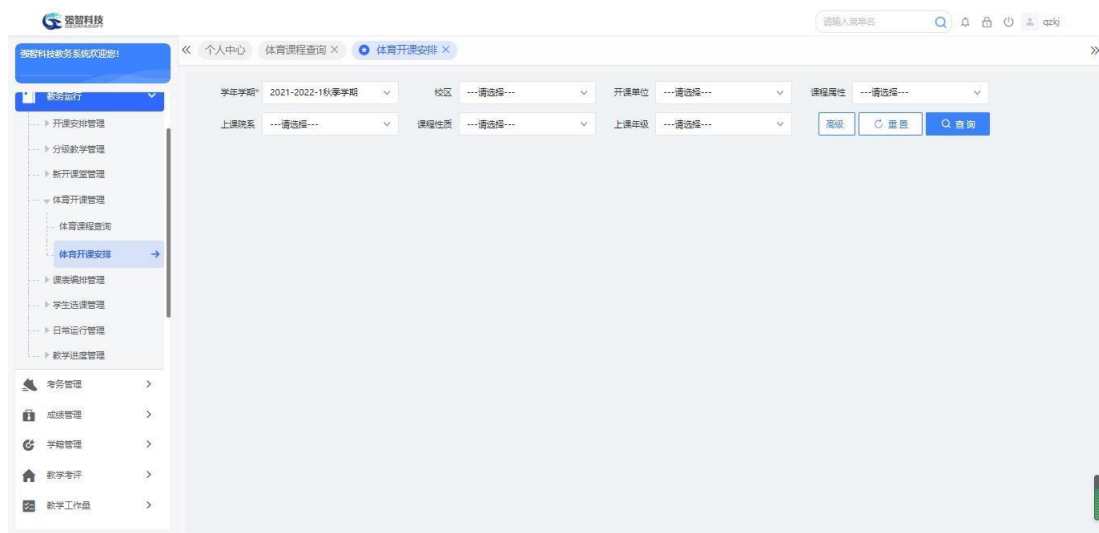 强智科技
QZDATASOFT
请输入菜单名
qzkj
强智科技教务系统欢迎您!
个人中心
体育课程查询
体育开课安排
教务运行
开课安排管理
分级教学管理
新开课堂管理
体育开课管理
体育课程查询
体育开课安排
课表编排管理
学生选课管理
日常运行管理
教学进度管理
考务管理
成绩管理
学籍管理
教学考评
教学工作量
学年学期* 2021-2022-1秋季学期 校区 ---请选择--- 开课单位 ---请选择--- 课程属性 ---请选择---
上课院系 ---请选择--- 课程性质 ---请选择--- 上课年级 ---请选择--- 高级 重置 查询